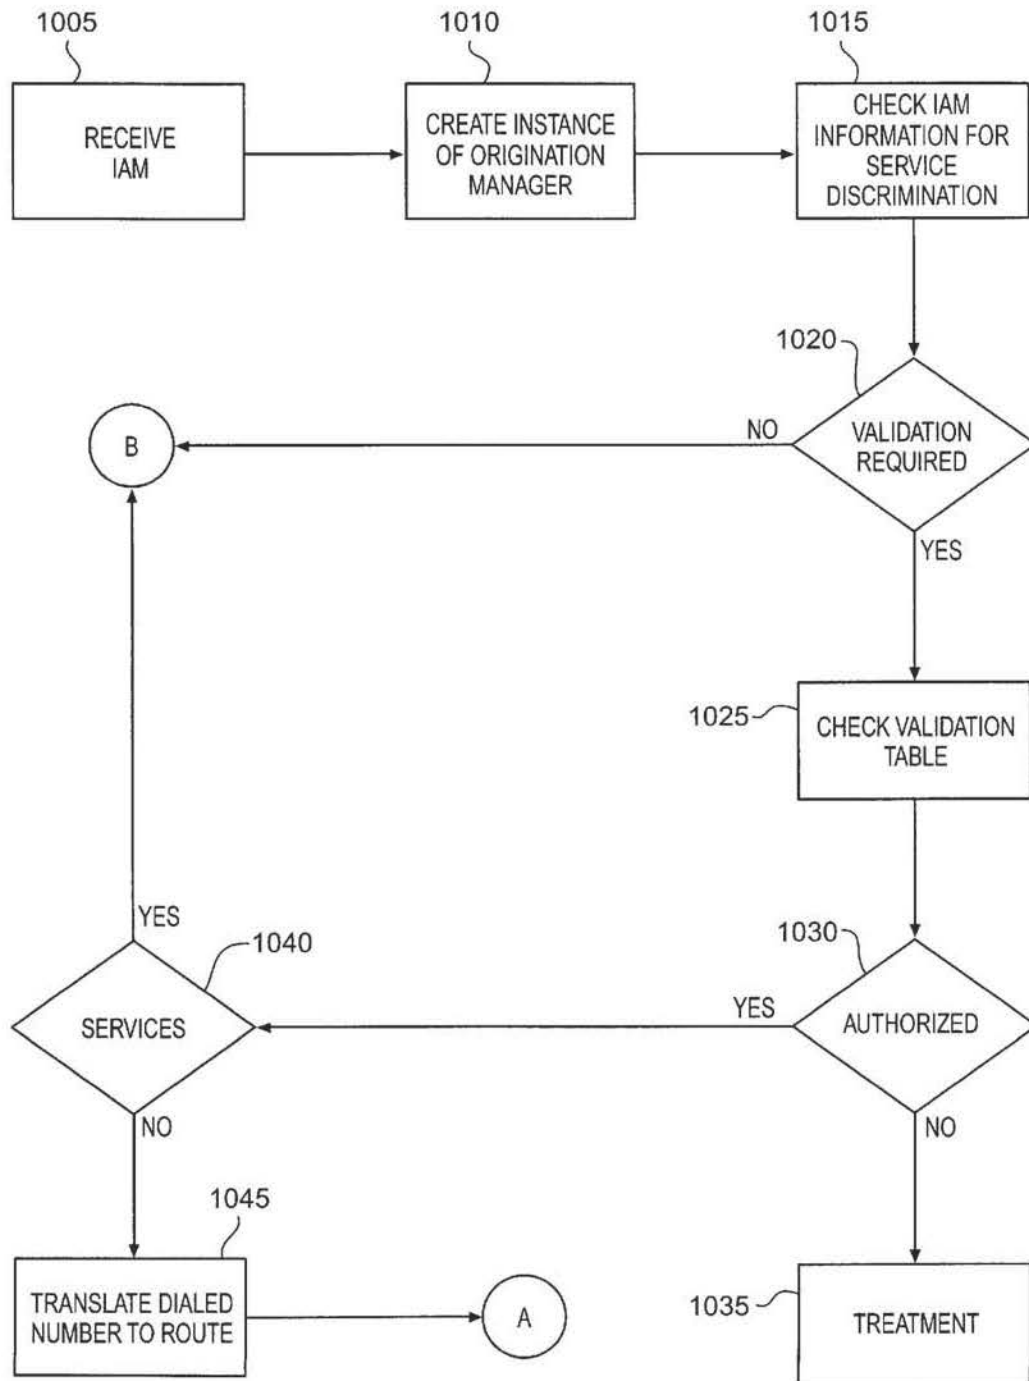 1005
1010
1015
RECEIVE
IAM
CREATE INSTANCE
OF ORIGINATION
MANAGER
CHECK IAM
INFORMATION FOR
SERVICE
DISCRIMINATION
1020
B
NO
VALIDATION
REQUIRED
YES
1025
CHECK VALIDATION
TABLE
YES
1040
1030
SERVICES
YES
AUTHORIZED
NO
NO
1045
TRANSLATE DIALED
NUMBER TO ROUTE
A
1035
TREATMENT